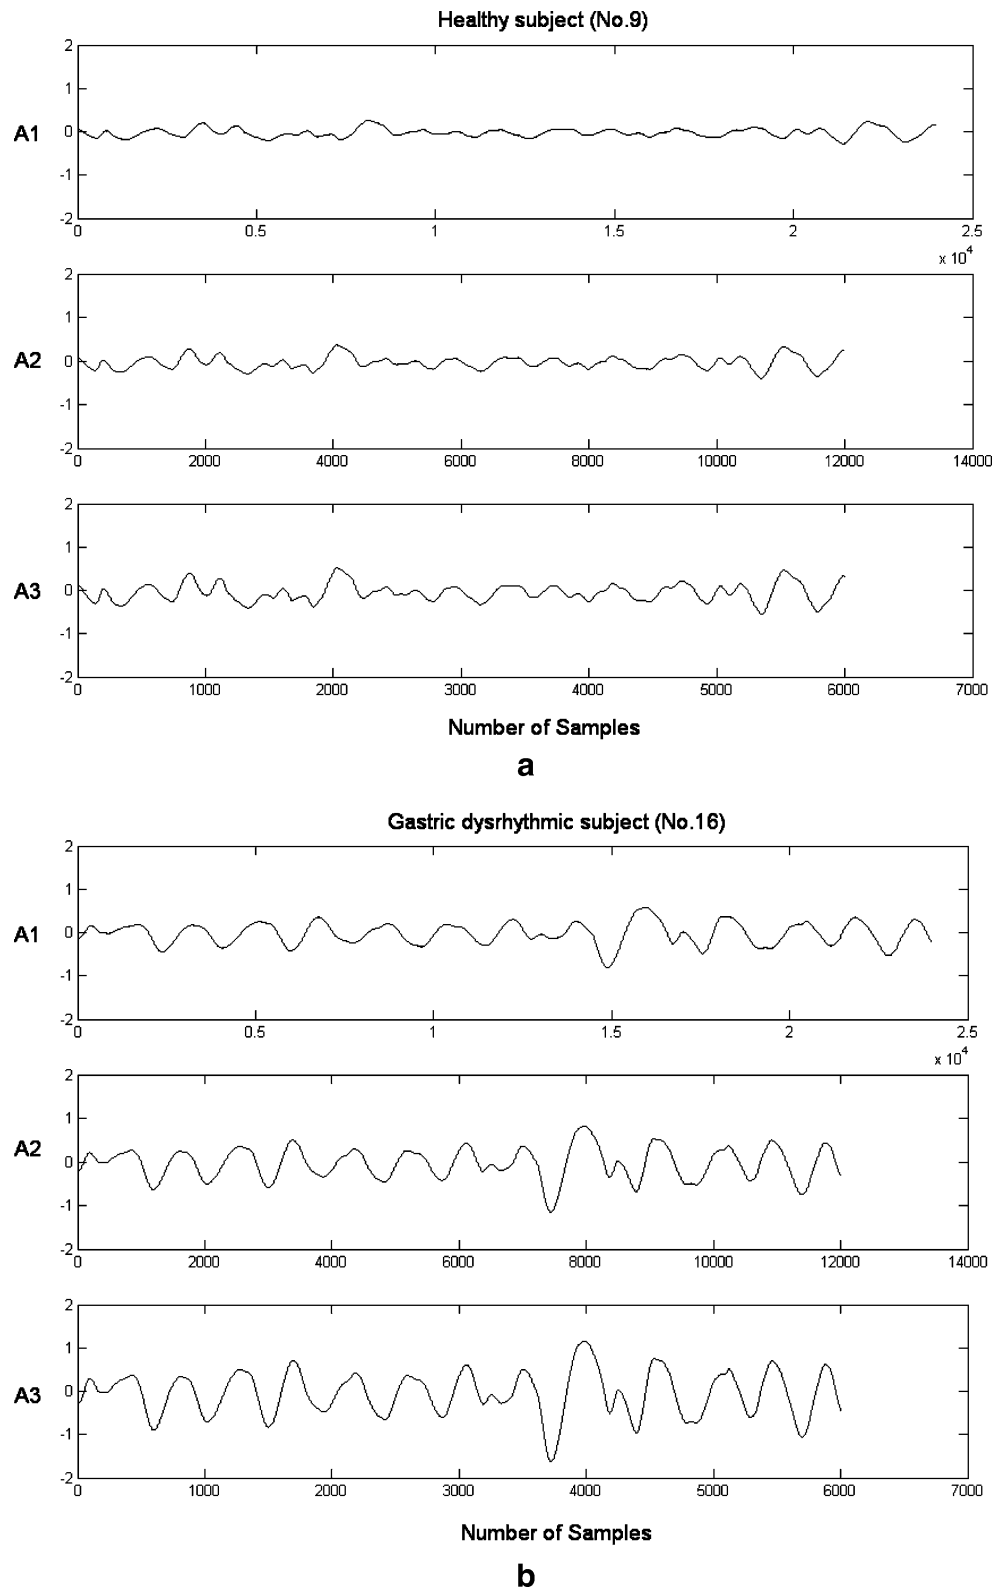 Healthy subject (No.9)
2
1
A1 0
-1
-2
0 0.5 1 1.5 2 2.5
x 10^4
2
1
A2 0
-1
-2
0 2000 4000 6000 8000 10000 12000 14000
2
1
A3 0
-1
-2
0 1000 2000 3000 4000 5000 6000 7000
Number of Samples
a
Gastric dysrhythmic subject (No.16)
2
1
A1 0
-1
-2
0 0.5 1 1.5 2 2.5
x 10^4
2
1
A2 0
-1
-2
0 2000 4000 6000 8000 10000 12000 14000
2
1
A3 0
-1
-2
0 1000 2000 3000 4000 5000 6000 7000
Number of Samples
b